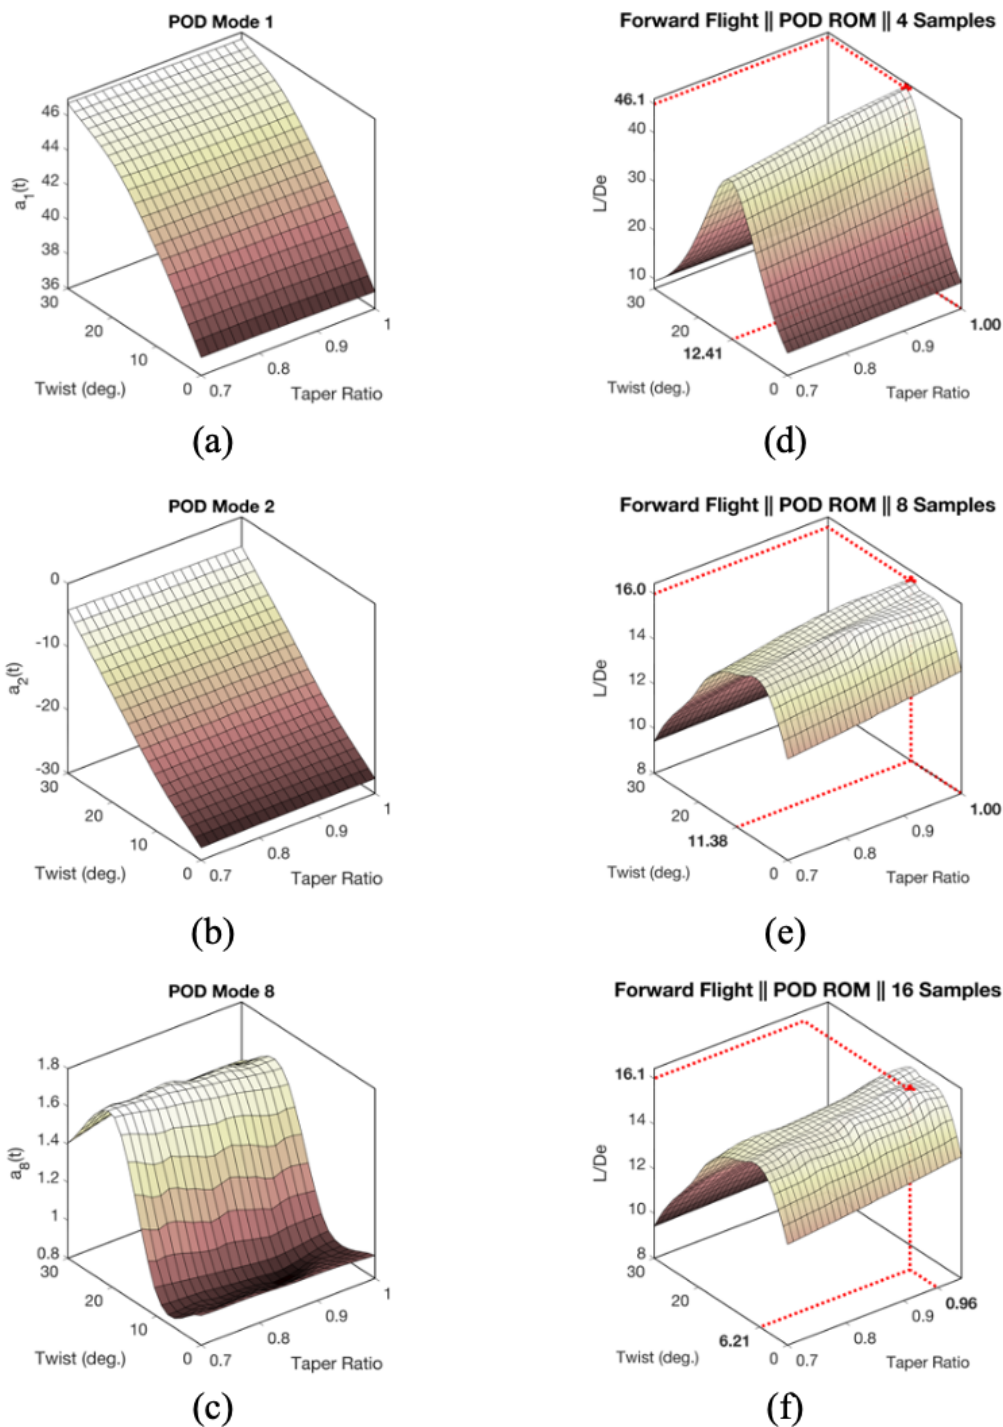 POD Mode 1
46
44
42
40
38
36
a1(t)
30
20
10
0
Twist (deg.)
0.7
0.8
0.9
1
Taper Ratio
(a)
Forward Flight || POD ROM || 4 Samples
46.1
40
30
20
10
L/De
30
20
12.41
0
Twist (deg.)
0.7
0.8
0.9
1.00
Taper Ratio
(d)
POD Mode 2
0
-10
-20
-30
a2(t)
30
20
10
0
Twist (deg.)
0.7
0.8
0.9
1
Taper Ratio
(b)
Forward Flight || POD ROM || 8 Samples
16.0
14
12
10
8
L/De
30
20
11.38
0
Twist (deg.)
0.7
0.8
0.9
1.00
Taper Ratio
(e)
POD Mode 8
1.8
1.6
1.4
1.2
1
0.8
a8(t)
30
20
10
0
Twist (deg.)
0.7
0.8
0.9
1
Taper Ratio
(c)
Forward Flight || POD ROM || 16 Samples
16.1
14
12
10
8
L/De
30
20
6.21
0
Twist (deg.)
0.7
0.8
0.9
0.96
Taper Ratio
(f)